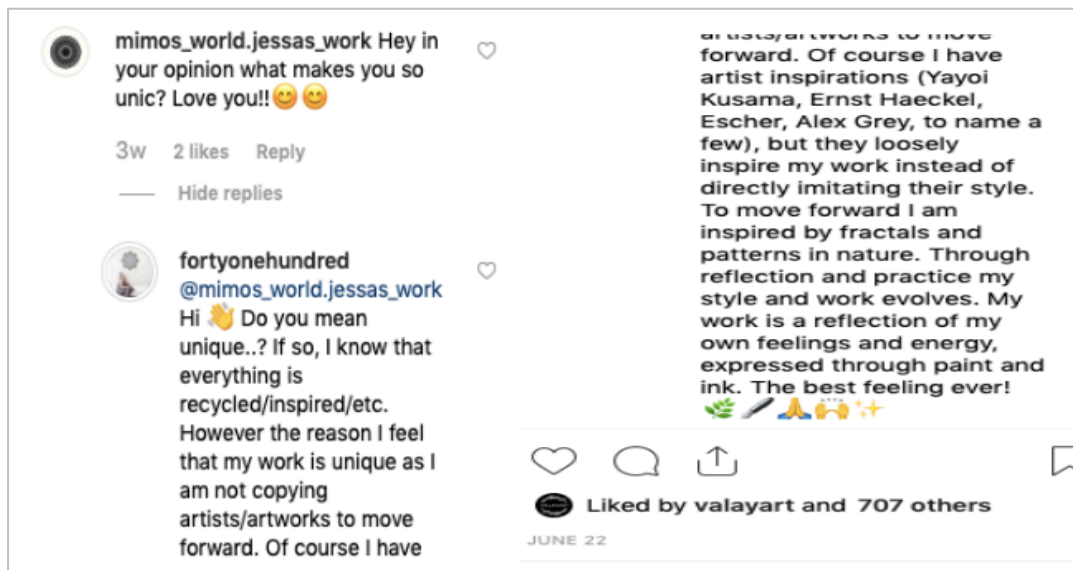 mimos_world.jessas_work Hey in
your opinion what makes you so
unic? Love you!!😊😊
3w 2 likes Reply
Hide replies
fortyonehundred
@mimos_world.jessas_work
Hi 👋 Do you mean
unique..? If so, I know that
everything is
recycled/inspired/etc.
However the reason I feel
that my work is unique as I
am not copying
artists/artworks to move
forward. Of course I have
artists/artworks to move
forward. Of course I have
artist inspirations (Yayoi
Kusama, Ernst Haeckel,
Escher, Alex Grey, to name a
few), but they loosely
inspire my work instead of
directly imitating their style.
To move forward I am
inspired by fractals and
patterns in nature. Through
reflection and practice my
style and work evolves. My
work is a reflection of my
own feelings and energy,
expressed through paint and
ink. The best feeling ever!
🌿🖋️🙏🙌✨
Liked by valayart and 707 others
JUNE 22